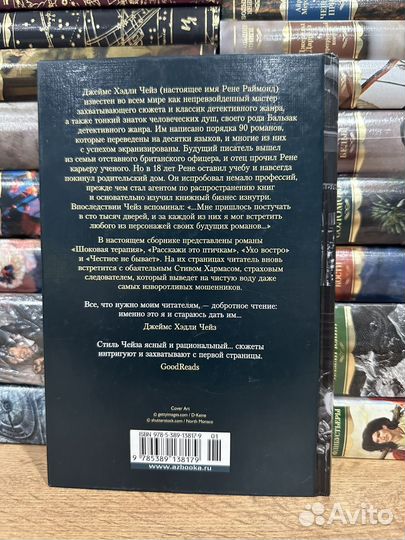 Джеймс Хэдли Чейз (настоящее имя Рене Раймонд)
известен во всем мире как непревзойденный мастер
захватывающего сюжета и классик детективного жанра,
а также тонкий знаток человеческих душ, своего рода Бальзак
детективного жанра. Им написано порядка 90 романов,
которые переведены на десятки языков, и многие из них
с успехом экранизированы. Будущий писатель вышел
из семьи отставного британского офицера, и отец прочил Рене
карьеру ученого. Но в 18 лет Рене оставил учебу и навсегда
покинул родительский дом. Он испробовал немало профессий,
прежде чем стал агентом по распространению книг
и основательно изучил книжный бизнес изнутри.
Впоследствии Чейз вспоминал: «...Мне пришлось постучать
в сто тысяч дверей, и за каждой из них я мог встретить
любого из персонажей своих будущих романов...»
В настоящем сборнике представлены романы
«Шоковая терапия», «Расскажи это птичкам», «Ухо востро»
и «Честнее не бывает». На их страницах читатель вновь
встретится с обаятельным Стивом Хармасом, страховым
следователем, который выведет на чистую воду даже
самых изворотливых мошенников.
Все, что нужно моим читателям, — добротное чтение:
именно это я и стараюсь дать им...
Джеймс Хэдли Чейз
Стиль Чейза ясный и рациональный... сюжеты
интригуют и захватывают с первой страницы.
GoodReads
Cover Art
© gettyimages.com / D-Keine
© shutterstock.com / North Monaco
ISBN 978-5-389-13817-9
01
9 785389 138179
www.azbooka.ru
Avito